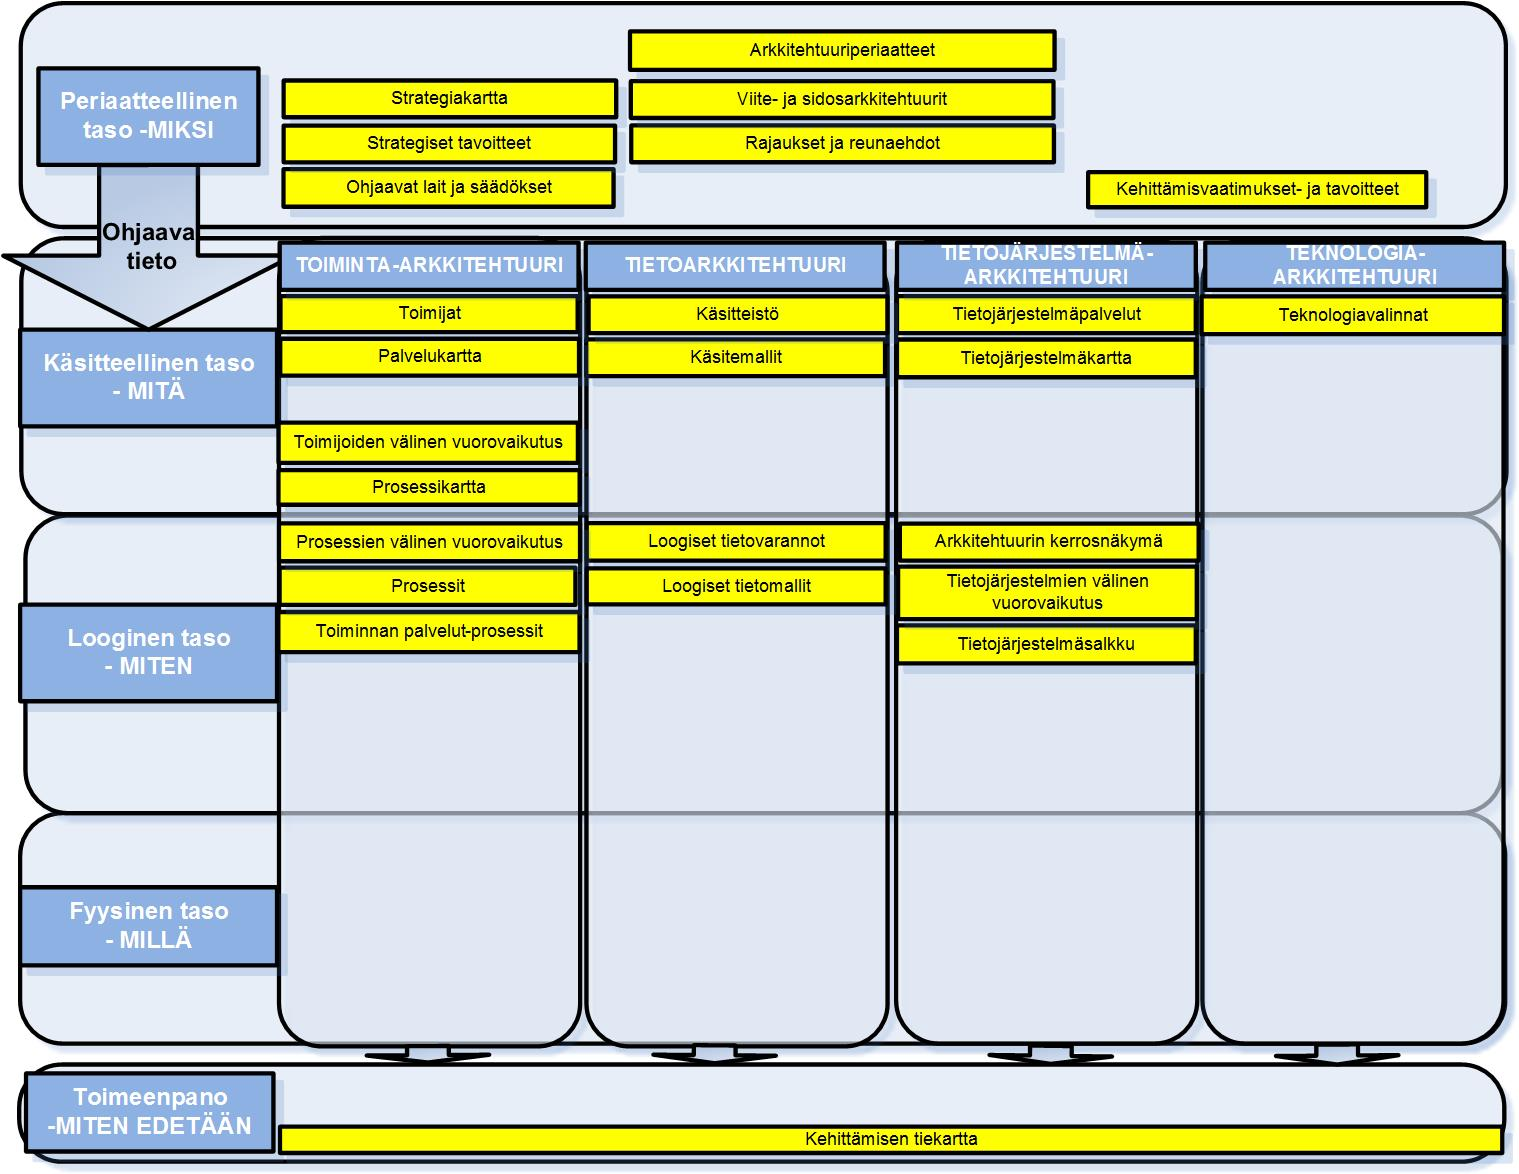 Arkkitehtuuriperiaatteet
Periaatteellinen
taso -MIKSI
Strategiakartta
Viite- ja sidosarkkitehtuurit
Strategiset tavoitteet
Rajaukset ja reunaehdot
Ohjaavat lait ja säädökset
Kehittämisvaatimukset- ja tavoitteet
Ohjaava
tieto
TOIMINTA-ARKKITEHTUURI
TIETOARKKITEHTUURI
TIETOJÄRJESTELMÄ-
ARKKITEHTUURI
TEKNOLOGIA-
ARKKITEHTUURI
Toimijat
Käsitteistö
Tietojärjestelmäpalvelut
Teknologiavalinnat
Käsitteellinen taso
- MITÄ
Palvelukartta
Käsitemallit
Tietojärjestelmäkartta
Toimijoiden välinen vuorovaikutus
Prosessikartta
Prosessien välinen vuorovaikutus
Loogiset tietovarannot
Arkkitehtuurin kerrosnäkymä
Prosessit
Loogiset tietomallit
Tietojärjestelmien välinen
vuorovaikutus
Looginen taso
- MITEN
Toiminnan palvelut-prosessit
Tietojärjestelmäsalkku
Fyysinen taso
- MILLÄ
Toimeenpano
-MITEN EDETÄÄN
Kehittämisen tiekartta